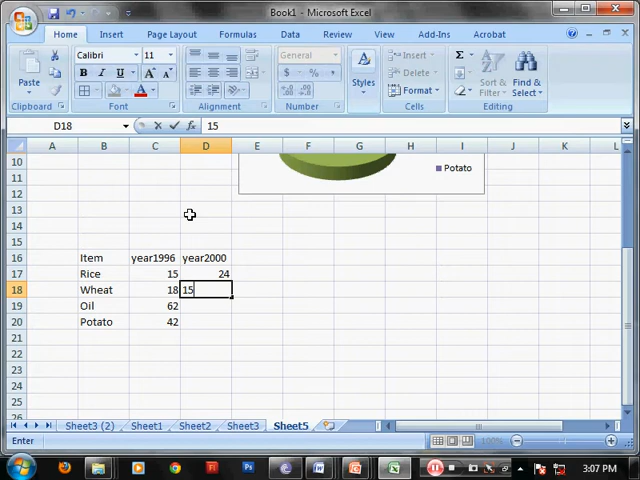 Book1 - Microsoft Excel
Home Insert Page Layout Formulas Data Review View Add-Ins Acrobat
Paste
Clipboard
Calibri 11
B I U A A
Font
Alignment
General
$ % ,
Number
A
Styles
Insert
Delete
Format
Cells
Σ
Sort & Filter
Find & Select
Editing
D18 fx 15
A B C D E F G H I J K L
10
11 Potato
12
13
14
15
16 Item year1996 year2000
17 Rice 15 24
18 Wheat 18 15
19 Oil 62
20 Potato 42
21
22
23
24
25
26
Sheet3 (2) Sheet1 Sheet2 Sheet3 Sheet5
Enter 100%
3:07 PM